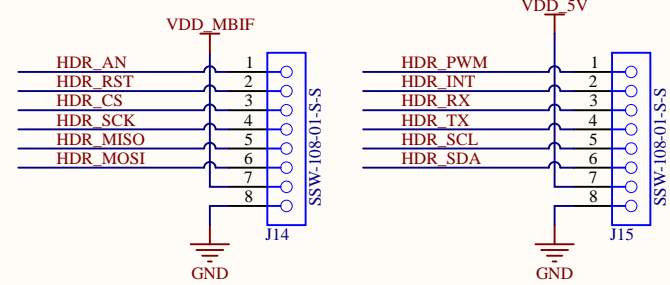 VDD_MBIF
HDR_AN 1
HDR_RST 2
HDR_CS 3
HDR_SCK 4
HDR_MISO 5
HDR_MOSI 6
7
8
SSW-108-01-S-S
J14
GND
VDD_5V
HDR_PWM 1
HDR_INT 2
HDR_RX 3
HDR_TX 4
HDR_SCL 5
HDR_SDA 6
7
8
SSW-108-01-S-S
J15
GND